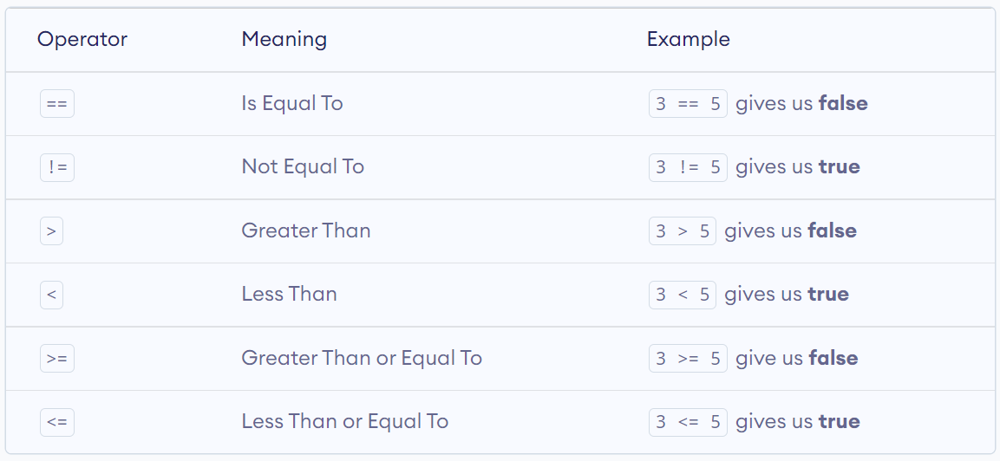 Operator Meaning Example
== Is Equal To 3 == 5 gives us false
!= Not Equal To 3 != 5 gives us true
> Greater Than 3 > 5 gives us false
< Less Than 3 < 5 gives us true
>= Greater Than or Equal To 3 >= 5 give us false
<= Less Than or Equal To 3 <= 5 gives us true